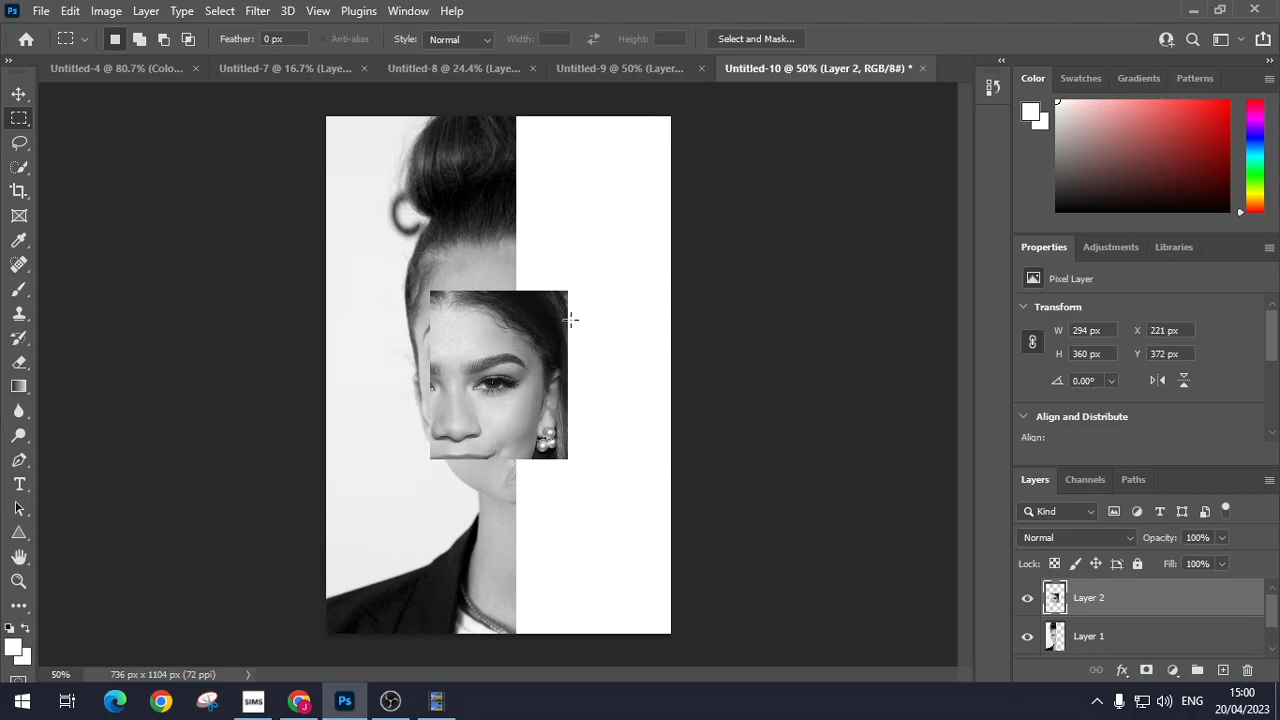 Ps File Edit Image Layer Type Select Filter 3D View Plugins Window Help
Feather: 0 px Anti-alias Style: Normal Width: Height: Select and Mask...
Untitled-4 @ 80.7% (Colo... × Untitled-7 @ 16.7% (Laye... × Untitled-8 @ 24.4% (Laye... × Untitled-9 @ 50% (Layer... × Untitled-10 @ 50% (Layer 2, RGB/8#) * ×
Color Swatches Gradients Patterns
Properties Adjustments Libraries
Pixel Layer
Transform
W 294 px X 221 px
H 360 px Y 372 px
0.00°
Align and Distribute
Align:
Layers Channels Paths
Kind
Normal Opacity: 100%
Lock: Fill: 100%
Layer 2
Layer 1
50% 736 px x 1104 px (72 ppi)
SIMS J Ps ENG 15:00
20/04/2023